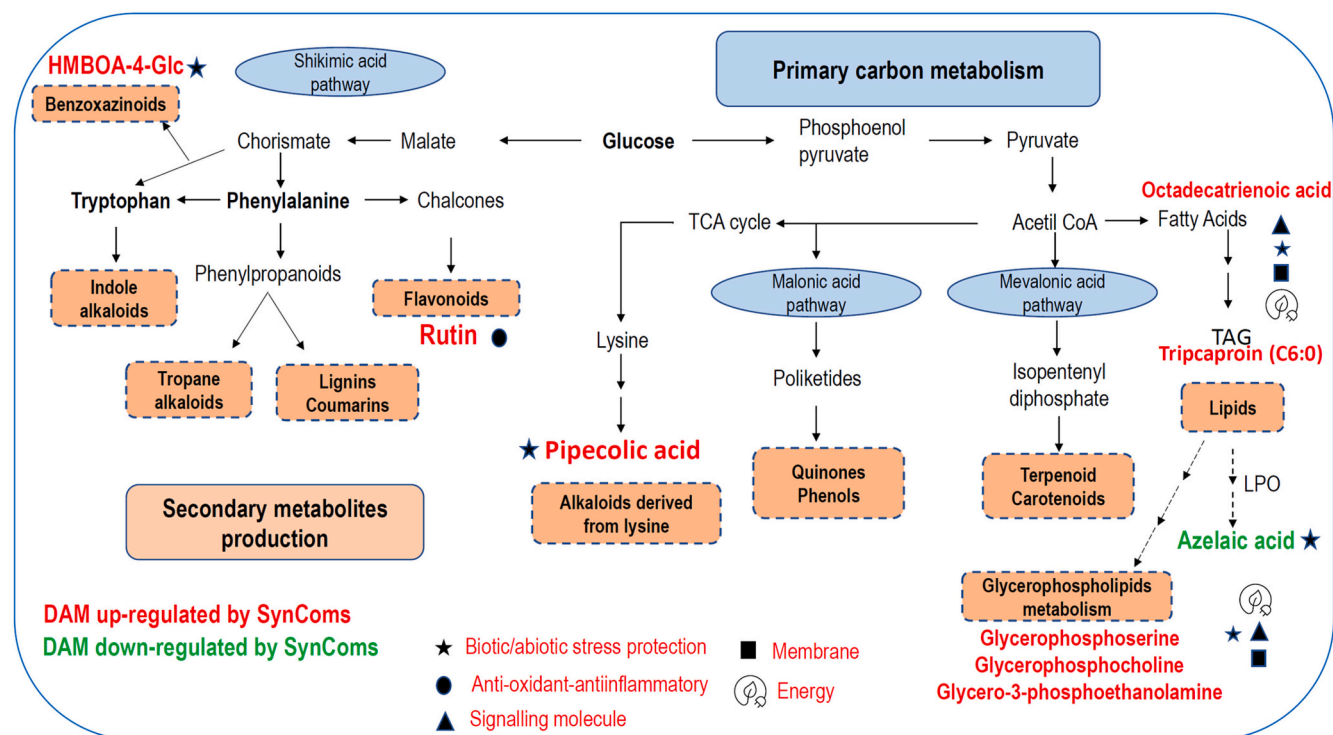 HMBOA-4-Glc
Benzoxazinoids
Shikimic acid
pathway
Primary carbon metabolism
Chorismate
Malate
Glucose
Phosphoenol
pyruvate
Pyruvate
Tryptophan
Phenylalanine
Chalcones
TCA cycle
Acetil CoA
Octadecatrienoic acid
Fatty Acids
Indole
alkaloids
Phenylpropanoids
Flavonoids
Rutin
Malonic acid
pathway
Mevalonic acid
pathway
Tropane
alkaloids
Lignins
Coumarins
Lysine
Poliketides
Isopentenyl
diphosphate
TAG
Tripcaproin (C6:0)
Lipids
Pipecolic acid
Alkaloids derived
from lysine
Quinones
Phenols
Terpenoid
Carotenoids
LPO
Azelaic acid
Secondary metabolites
production
Glycerophospholipids
metabolism
Glycerophosphoserine
Glycerophosphocholine
Glycero-3-phosphoethanolamine
DAM up-regulated by SynComs
DAM down-regulated by SynComs
Biotic/abiotic stress protection
Anti-oxidant-antiinflammatory
Signalling molecule
Membrane
Energy